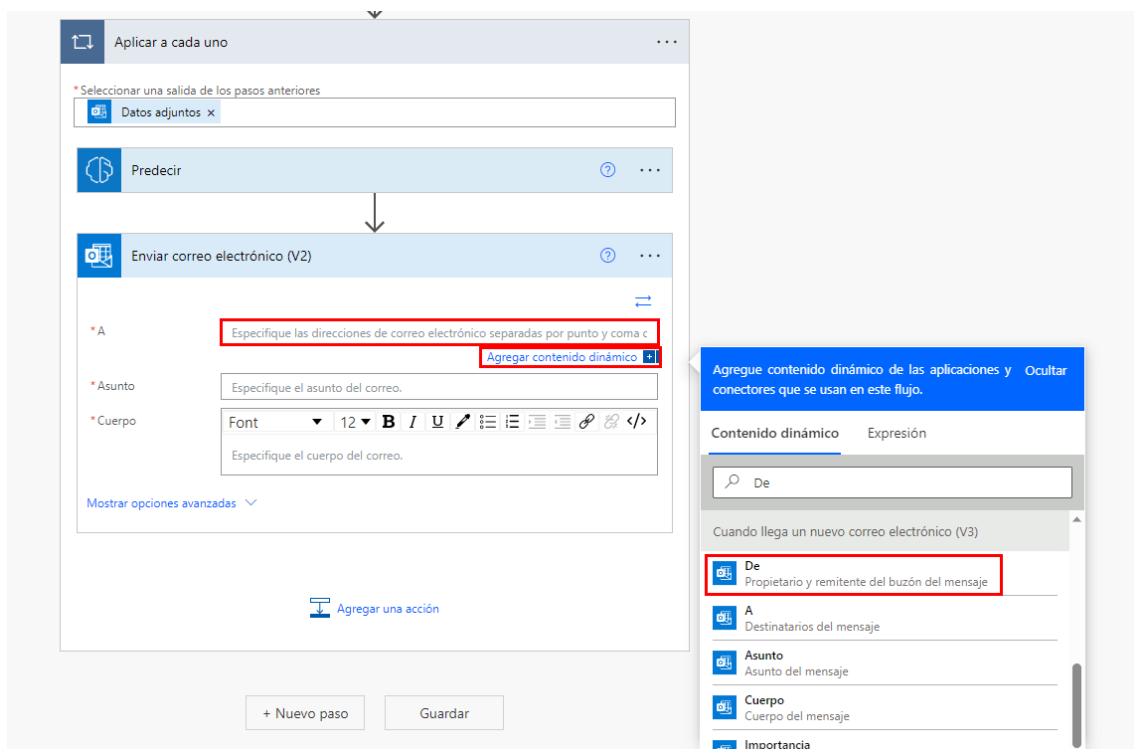 Aplicar a cada uno
* Seleccionar una salida de los pasos anteriores
Datos adjuntos ×
Predecir
Enviar correo electrónico (V2)
* A
Especifique las direcciones de correo electrónico separadas por punto y coma c
Agregar contenido dinámico
* Asunto
Especifique el asunto del correo.
* Cuerpo
Font 12 B I U </>
Especifique el cuerpo del correo.
Mostrar opciones avanzadas
Agregar una acción
+ Nuevo paso
Guardar
Agregue contenido dinámico de las aplicaciones y
conectores que se usan en este flujo.
Ocultar
Contenido dinámico
Expresión
De
Cuando llega un nuevo correo electrónico (V3)
De
Propietario y remitente del buzón del mensaje
A
Destinatarios del mensaje
Asunto
Asunto del mensaje
Cuerpo
Cuerpo del mensaje
Importancia